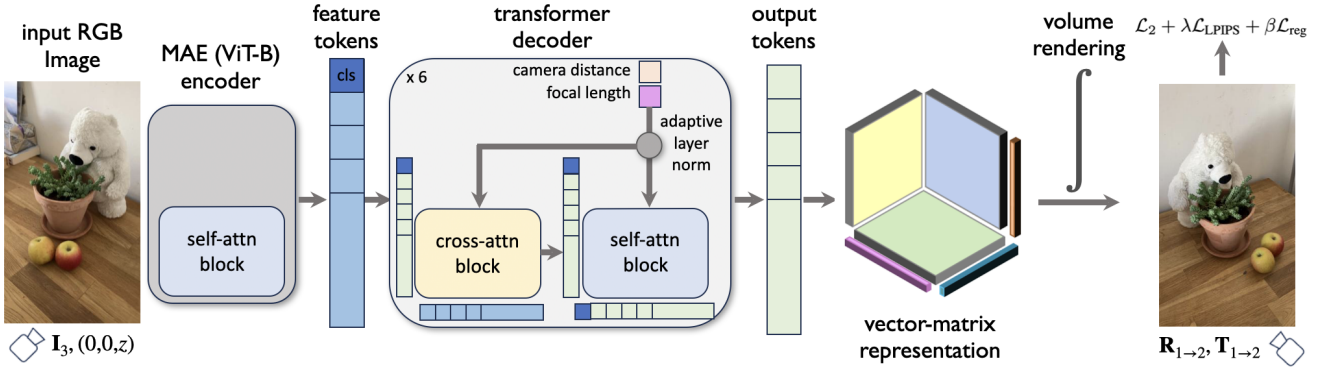 input RGB
Image
MAE (ViT-B)
encoder
self-attn
block
feature
tokens
cls
transformer
decoder
x 6
camera distance
focal length
adaptive
layer
norm
cross-attn
block
self-attn
block
output
tokens
vector-matrix
representation
volume
rendering
ℒ₂ + λℒ_LPIPS + βℒ_reg
I₃, (0,0,z)
R₁→₂, T₁→₂